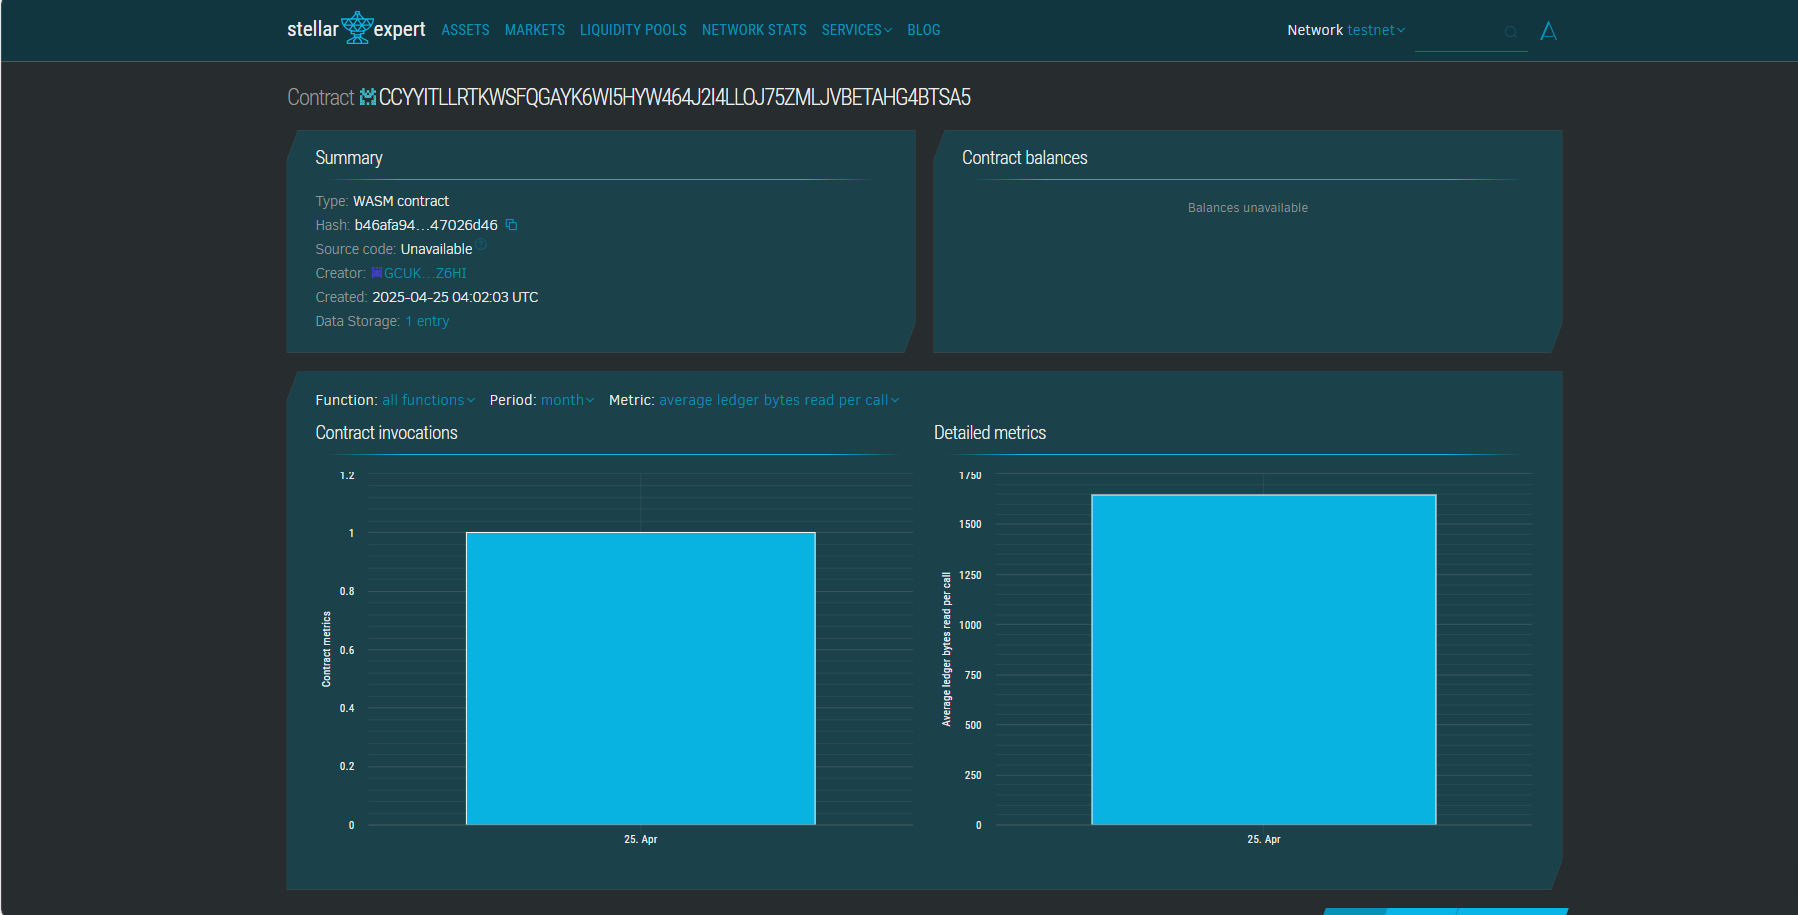 stellar expert ASSETS MARKETS LIQUIDITY POOLS NETWORK STATS SERVICES BLOG Network testnet
Contract CCYYITLLRTKWSFQGAYK6WI5HYW464J2I4LLOJ75ZMLJVBETAHG4BTSA5
Summary
Type: WASM contract
Hash: b46afa94…47026d46
Source code: Unavailable
Creator: GCUK…Z6HI
Created: 2025-04-25 04:02:03 UTC
Data Storage: 1 entry
Contract balances
Balances unavailable
Function: all functions Period: month Metric: average ledger bytes read per call
Contract invocations
Contract metrics
1.2
1
0.8
0.6
0.4
0.2
0
25. Apr
Detailed metrics
Average ledger bytes read per call
1750
1500
1250
1000
750
500
250
0
25. Apr